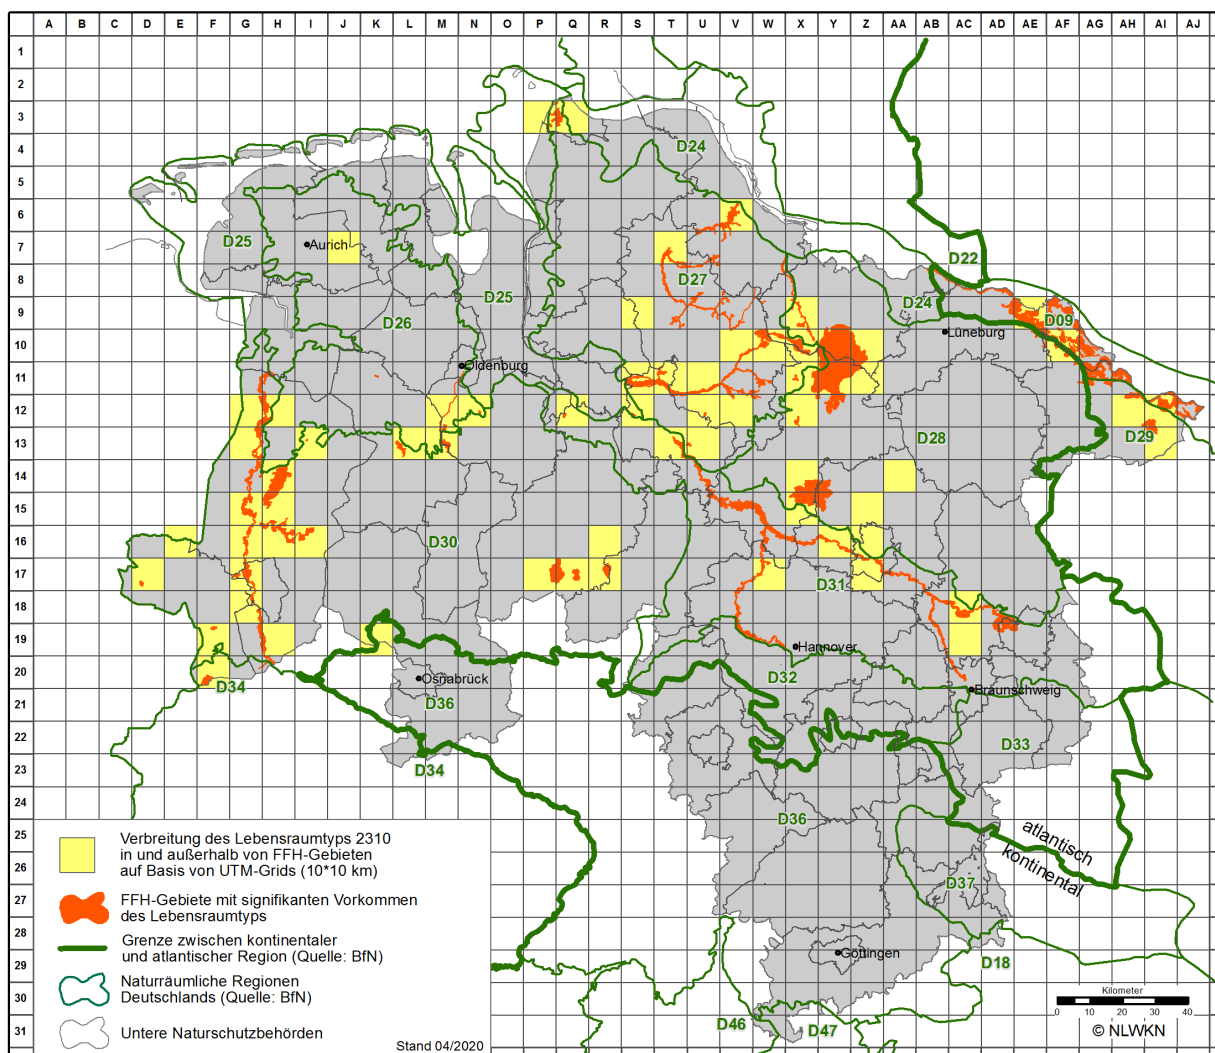 A B C D E F G H I J K L M N O P Q R S T U V W X Y Z AA AB AC AD AE AF AG AH AI AJ
1
2
3
4
D24
5
6
D25
7
Aurich
D22
8
D27
D25
D24
9
D26
D09
10
Lüneburg
Oldenburg
11
12
13
D28
D29
14
15
16
D30
17
D31
18
19
Hannover
20
D34
Osnabrück
D32
Braunschweig
21
D36
22
D33
23
D34
24
D36
25
atlantisch
kontinental
26
D37
27
28
Göttingen
29
D18
30
31
D46
D47
Verbreitung des Lebensraumtyps 2310
in und außerhalb von FFH-Gebieten
auf Basis von UTM-Grids (10*10 km)
FFH-Gebiete mit signifikanten Vorkommen
des Lebensraumtyps
Grenze zwischen kontinentaler
und atlantischer Region (Quelle: BfN)
Naturräumliche Regionen
Deutschlands (Quelle: BfN)
Untere Naturschutzbehörden
Stand 04/2020
Kilometer
0 10 20 30 40
© NLWKN